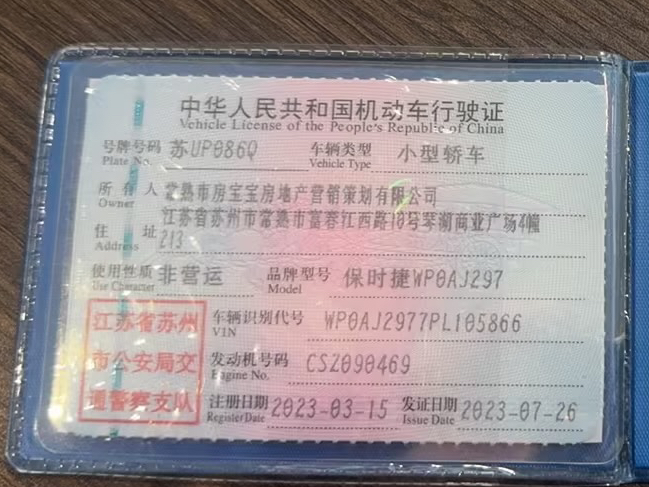 中华人民共和国机动车行驶证
Vehicle License of the People's Republic of China
号牌号码 苏UP086Q 车辆类型 小型轿车
Plate No. Vehicle Type
所有人 常熟市房宝宝房地产营销策划有限公司
Owner
住址 江苏省苏州市常熟市富春江西路18号琴湖商业广场4幢
Address 213
使用性质 非营运 品牌型号 保时捷WP0AJ297
Use Character Model
江苏省苏州 车辆识别代号 WP0AJ2977PL105866
VIN
市公安局交 发动机号码 CSZ090469
Engine No.
通警察支队 注册日期 2023-03-15 发证日期 2023-07-26
Register Date Issue Date